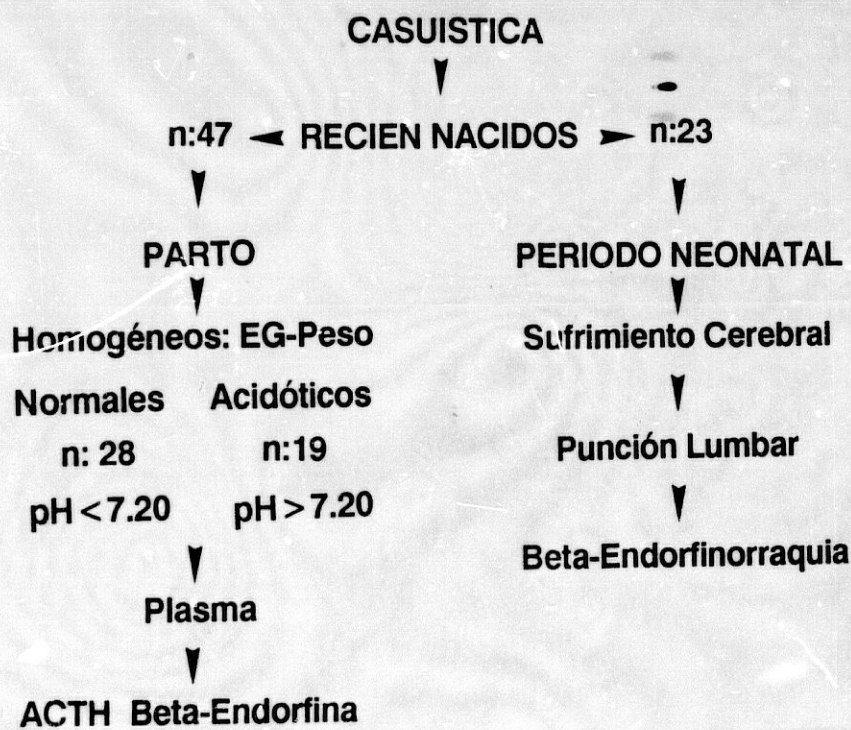 CASUISTICA
n:47 RECIEN NACIDOS n:23
PARTO PERIODO NEONATAL
Homogéneos: EG-Peso Sufrimiento Cerebral
Normales Acidóticos
n: 28 n:19 Punción Lumbar
pH<7.20 pH>7.20
Beta-Endorfinorraquia
Plasma
ACTH Beta-Endorfina